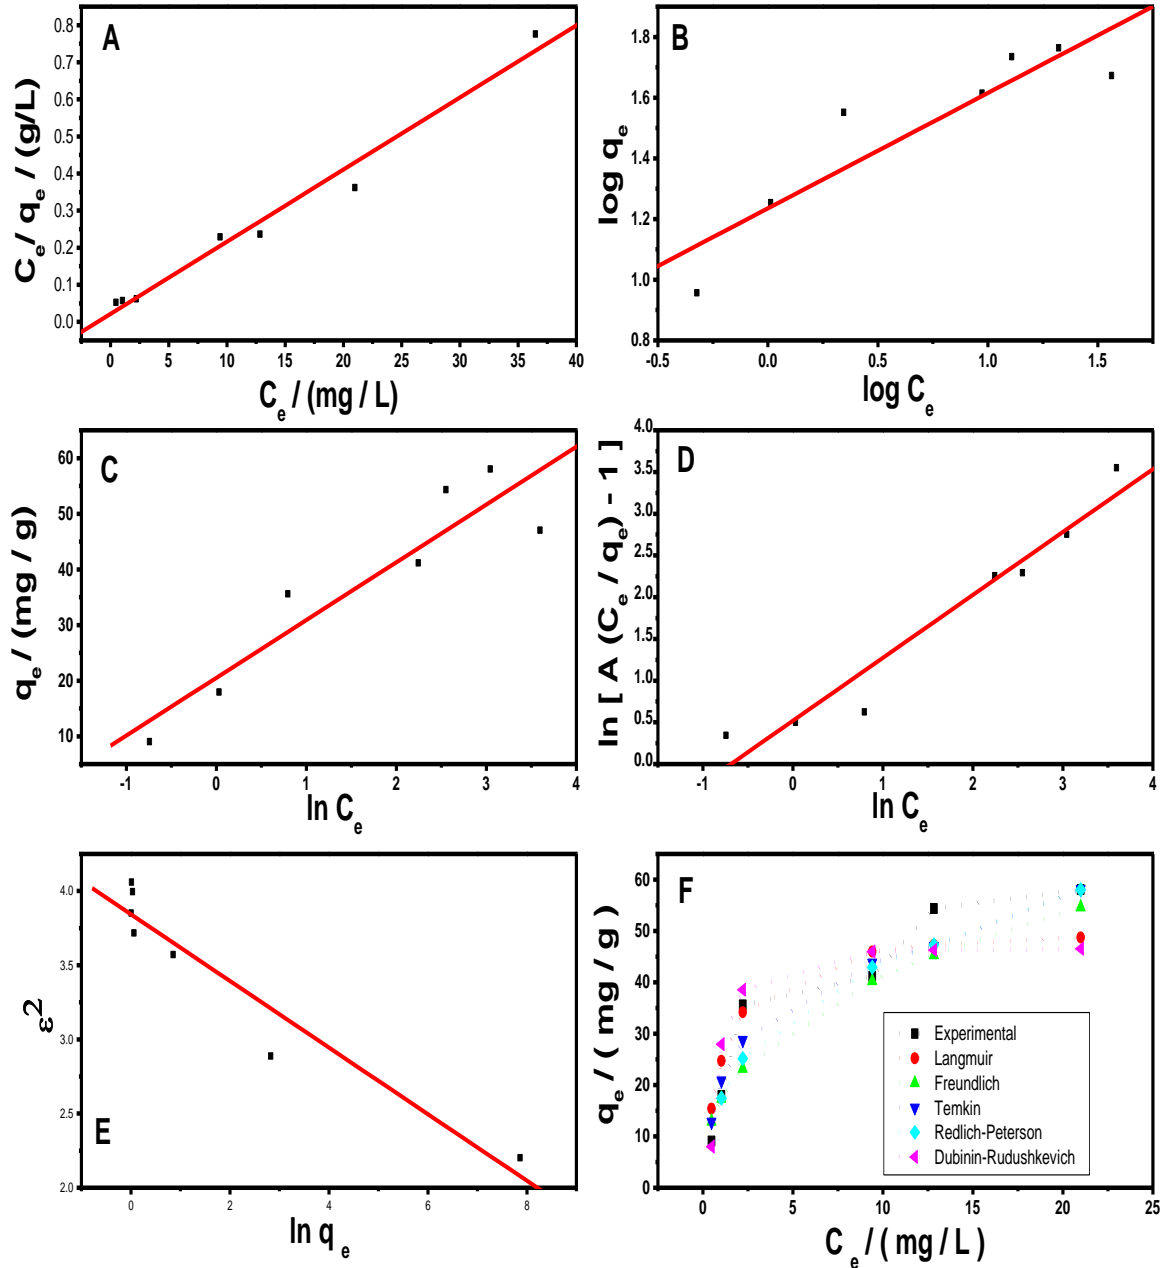 A
0.8
0.7
0.6
0.5
0.4
0.3
0.2
0.1
0.0
C_e / q_e / (g/L)
0 5 10 15 20 25 30 35 40
C_e / (mg / L)
B
1.8
1.6
1.4
1.2
1.0
0.8
log q_e
-0.5 0.0 0.5 1.0 1.5
log C_e
C
60
50
40
30
20
10
q_e / (mg / g)
-1 0 1 2 3 4
ln C_e
D
4.0
3.5
3.0
2.5
2.0
1.5
1.0
0.5
0.0
ln [ A (C_e / q_e) - 1 ]
-1 0 1 2 3 4
ln C_e
E
4.0
3.5
3.0
2.5
2.0
ε²
0 2 4 6 8
ln q_e
F
60
50
40
30
20
10
0
q_e / ( mg / g )
Experimental
Langmuir
Freundlich
Temkin
Redlich-Peterson
Dubinin-Rudushkevich
0 5 10 15 20 25
C_e / ( mg / L )